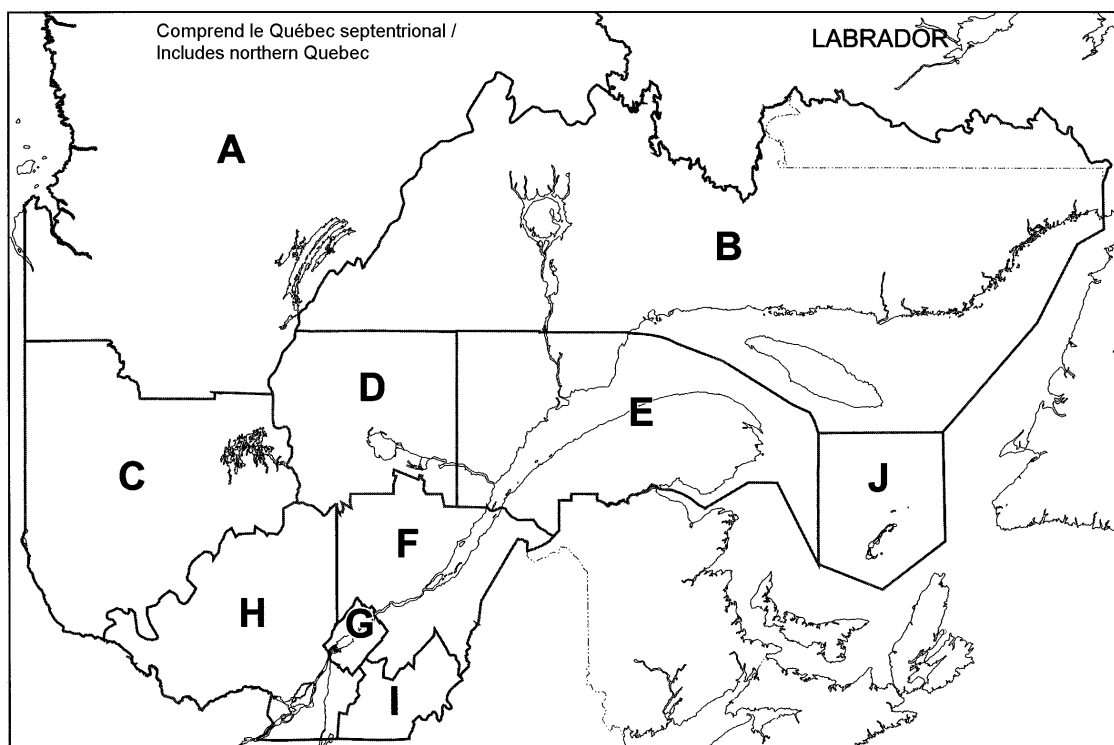 Comprend le Québec septentrional /
Includes northern Quebec
LABRADOR
A
B
D
E
C
J
F
H
G
I